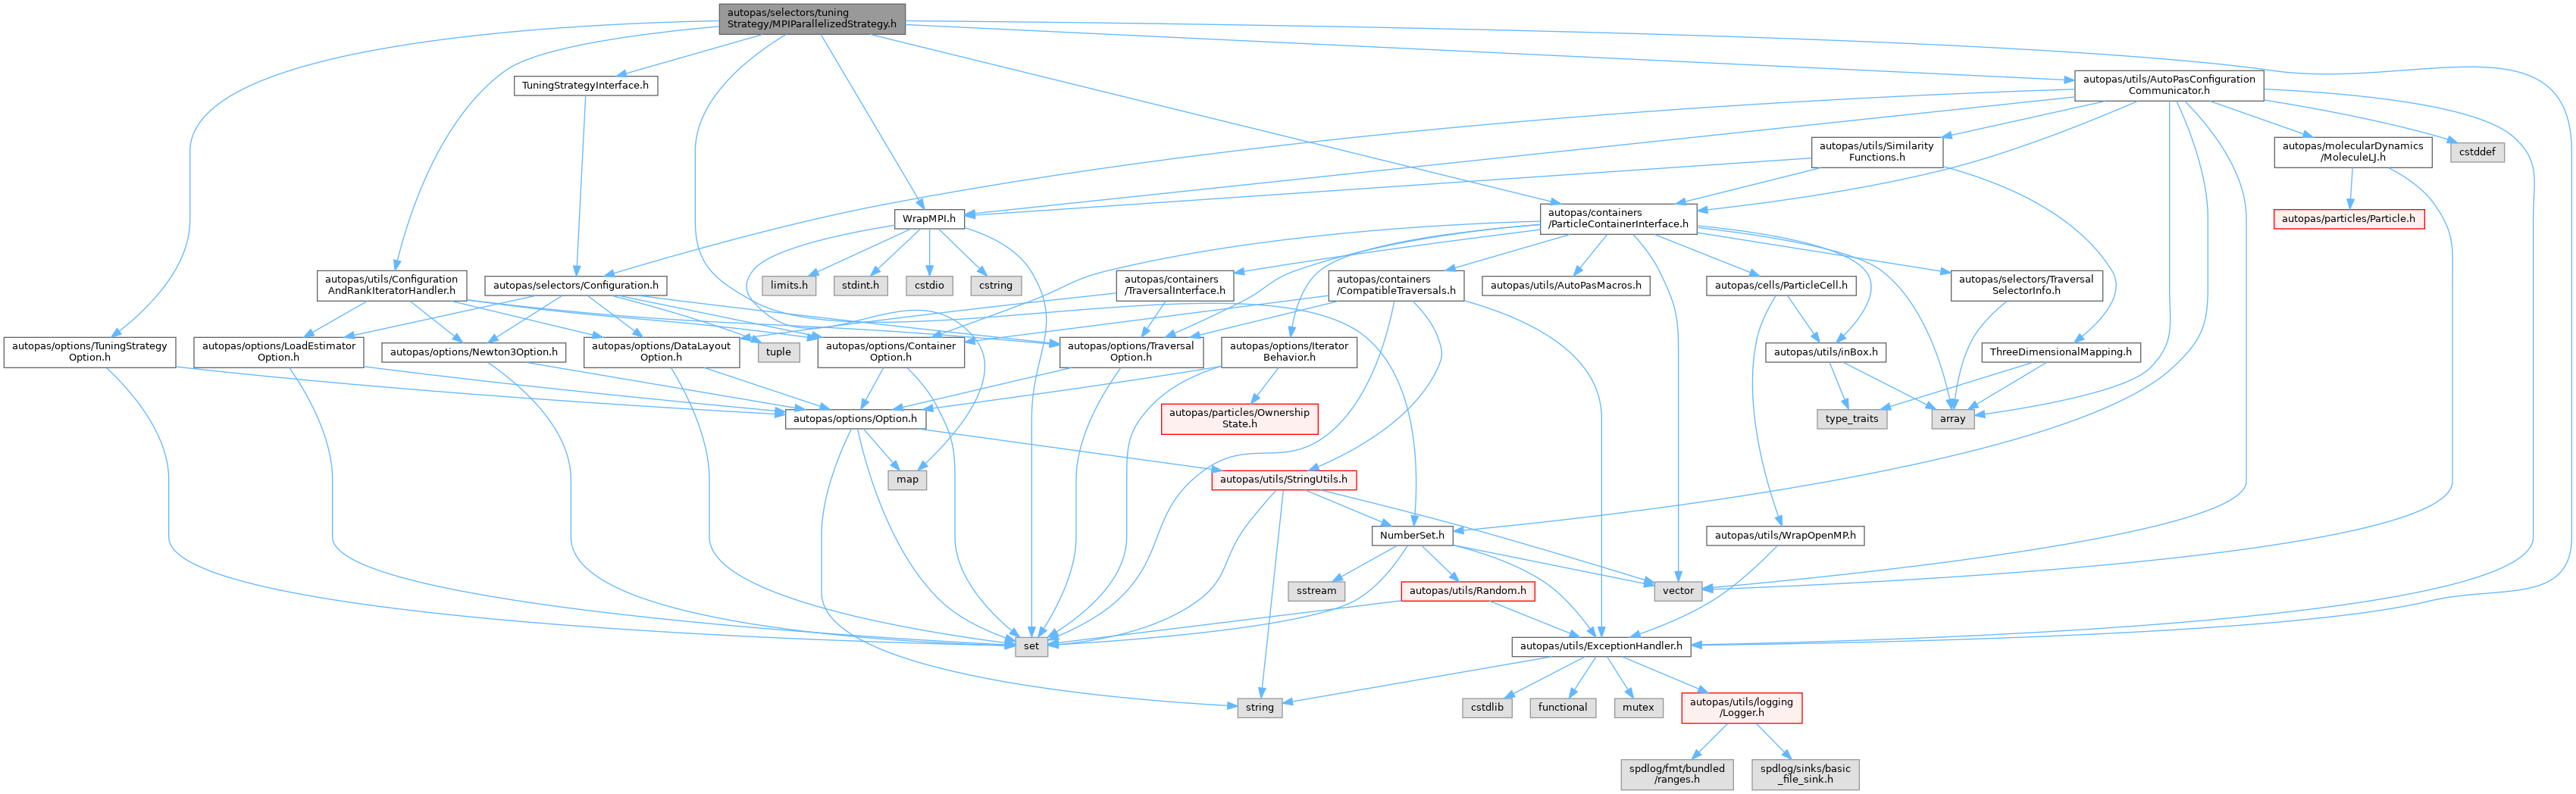 autopas/selectors/tuning
Strategy/MPIParallelizedStrategy.h
TuningStrategyInterface.h
autopas/utils/AutoPasConfiguration
Communicator.h
autopas/utils/Similarity
Functions.h
autopas/molecularDynamics
/MoleculeLJ.h
cstddef
WrapMPI.h
autopas/containers
/ParticleContainerInterface.h
autopas/particles/Particle.h
autopas/utils/Configuration
AndRankIteratorHandler.h
autopas/selectors/Configuration.h
limits.h
stdint.h
cstdio
cstring
autopas/containers
/TraversalInterface.h
autopas/containers
/CompatibleTraversals.h
autopas/utils/AutoPasMacros.h
autopas/cells/ParticleCell.h
autopas/selectors/Traversal
SelectorInfo.h
autopas/options/TuningStrategy
Option.h
autopas/options/LoadEstimator
Option.h
autopas/options/Newton3Option.h
autopas/options/DataLayout
Option.h
tuple
autopas/options/Container
Option.h
autopas/options/Traversal
Option.h
autopas/options/Iterator
Behavior.h
autopas/utils/inBox.h
ThreeDimensionalMapping.h
autopas/options/Option.h
autopas/particles/Ownership
State.h
type_traits
array
map
autopas/utils/StringUtils.h
NumberSet.h
autopas/utils/WrapOpenMP.h
sstream
autopas/utils/Random.h
vector
set
autopas/utils/ExceptionHandler.h
string
cstdlib
functional
mutex
autopas/utils/logging
/Logger.h
spdlog/fmt/bundled
/ranges.h
spdlog/sinks/basic
_file_sink.h